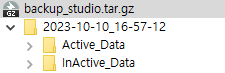 backup_studio.tar.gz
2023-10-10_16-57-12
Active_Data
InActive_Data